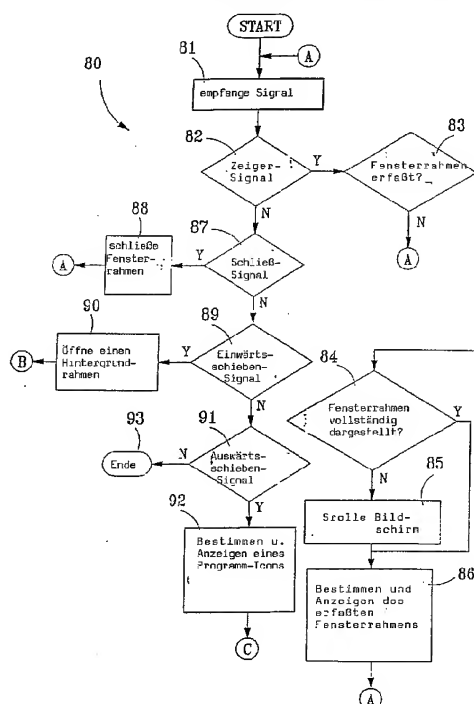 START
81
A
80
empfange Signal
82
83
Zeiger-
Signal
Y
Fensterrahmen
erfaßt?
N
N
88
87
A
schließe
Fenster-
rahmen
Y
Schließ-
Signal
A
90
N
89
B
Öffne einen
Hintergrund-
rahmen
Y
Einwärts-
schieben-
Signal
84
N
Fensterrahmen
vollständig
dargestellt?
Y
93
91
Ende
N
Auswärts-
schieben-
Signal
N
85
92
Y
Srolle Bild-
schirm
86
Bestimmen u.
Anzeigen eines
Programm-Icons
Bestimmen und
Anzeigen des
erfaßten
Fensterrahmens
C
A